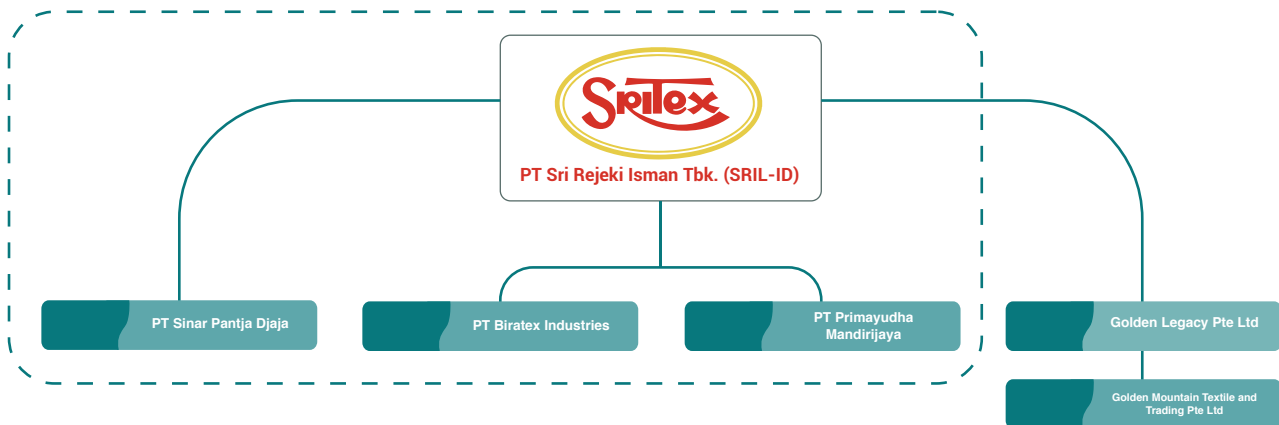 SRITex
PT Sri Rejeki Isman Tbk. (SRIL-ID)
PT Sinar Pantja Djaja
PT Biratex Industries
PT Primayudha
Mandirijaya
Golden Legacy Pte Ltd
Golden Mountain Textile and
Trading Pte Ltd